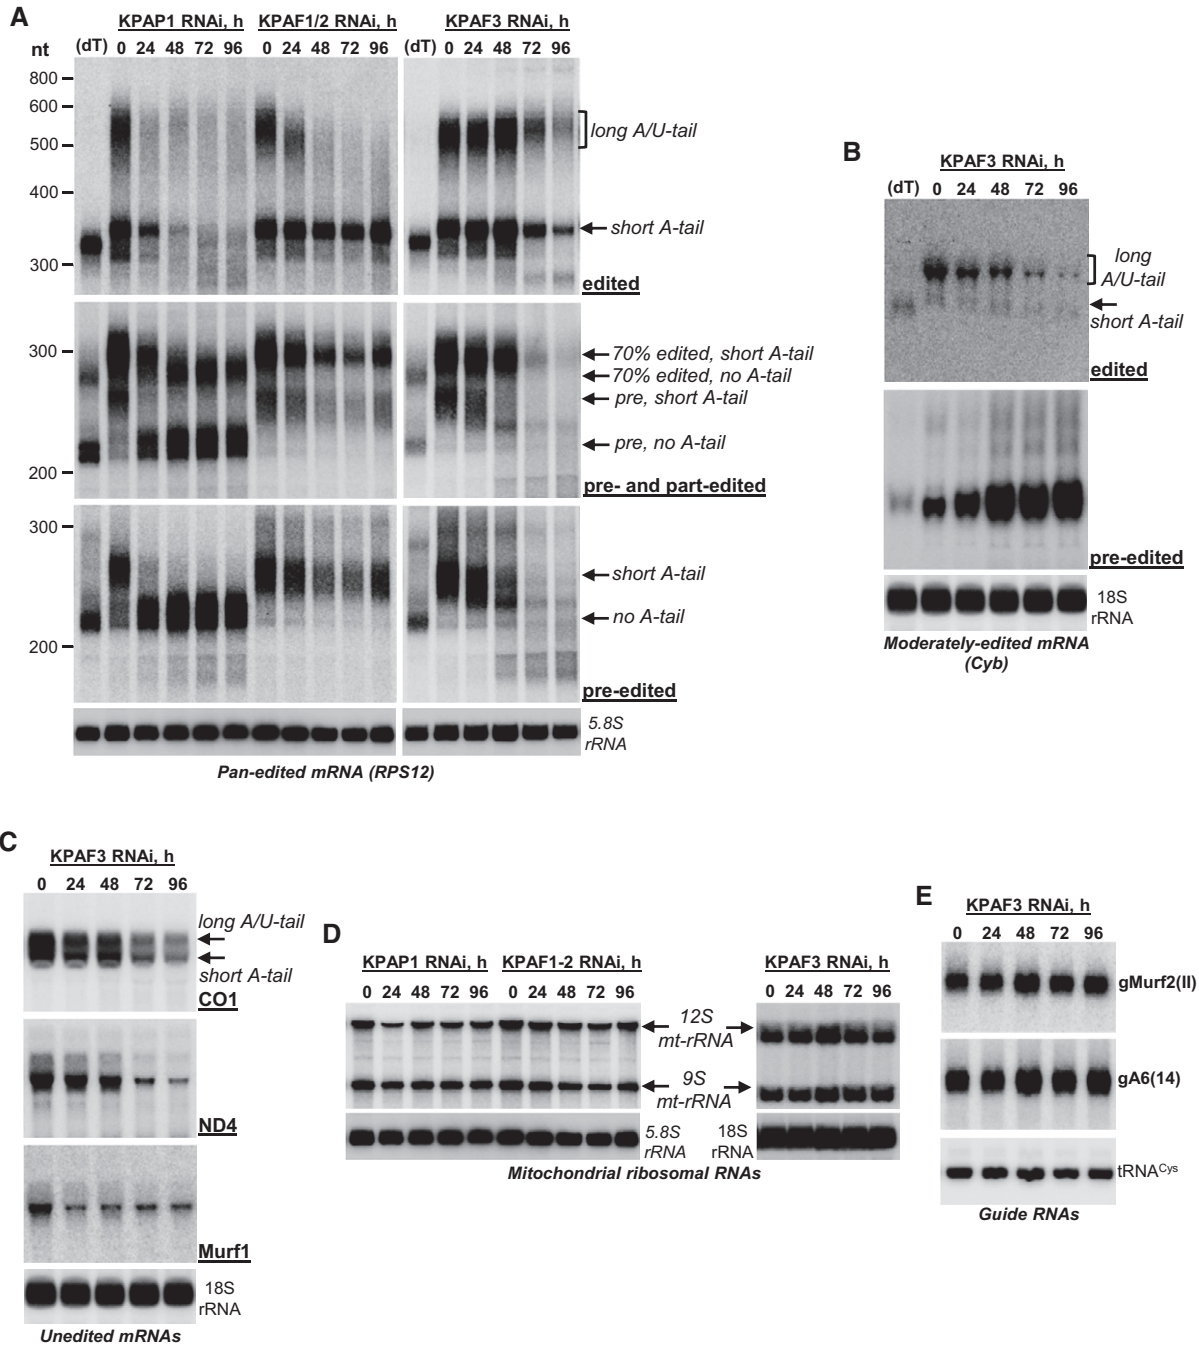 A
KPAP1 RNAi, h KPAF1/2 RNAi, h KPAF3 RNAi, h
nt (dT) 0 24 48 72 96 0 24 48 72 96 (dT) 0 24 48 72 96
800
600
500
400
300
long A/U-tail
short A-tail
edited
300
200
70% edited, short A-tail
70% edited, no A-tail
pre, short A-tail
pre, no A-tail
pre- and part-edited
300
200
short A-tail
no A-tail
pre-edited
5.8S
rRNA
Pan-edited mRNA (RPS12)
B
KPAF3 RNAi, h
(dT) 0 24 48 72 96
long
A/U-tail
short A-tail
edited
pre-edited
18S
rRNA
Moderately-edited mRNA
(Cyb)
C
KPAF3 RNAi, h
0 24 48 72 96
long A/U-tail
short A-tail
CO1
ND4
Murf1
18S
rRNA
Unedited mRNAs
D
KPAP1 RNAi, h KPAF1-2 RNAi, h KPAF3 RNAi, h
0 24 48 72 96 0 24 48 72 96 0 24 48 72 96
12S
mt-rRNA
9S
mt-rRNA
5.8S 18S
rRNA rRNA
Mitochondrial ribosomal RNAs
E
KPAF3 RNAi, h
0 24 48 72 96
gMurf2(II)
gA6(14)
tRNACys
Guide RNAs